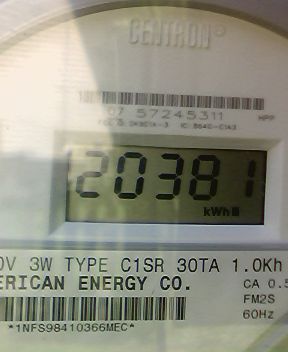 CENTRON®
07 57245311 HPP
20381
kWh
0V 3W TYPE C1SR 30TA 1.0Kh
ERICAN ENERGY CO. CA 0.5
FM2S
60Hz
*1NFS98410366MEC*